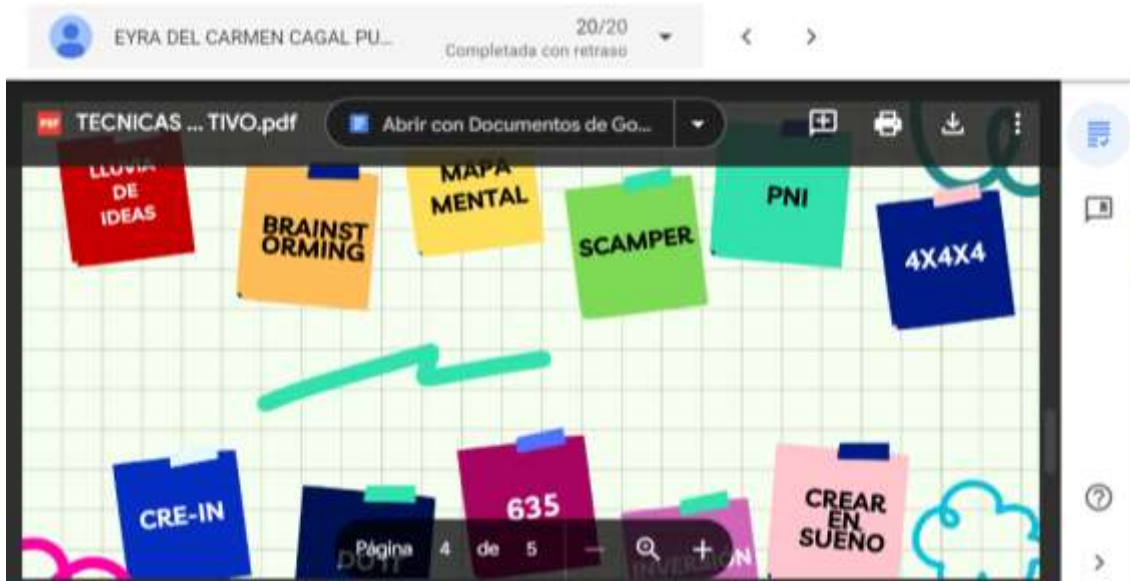 EYRA DEL CARMEN CAGAL PU...
20/20
Completada con retraso
PDF
TECNICAS ... TIVO.pdf
Abrir con Documentos de Go...
LLUVIA
DE
IDEAS
BRAINST
ORMING
MAPA
MENTAL
SCAMPER
PNI
4X4X4
CRE-IN
635
INVERSIÓN
CREAR
EN
SUEÑO
Página 4 de 5